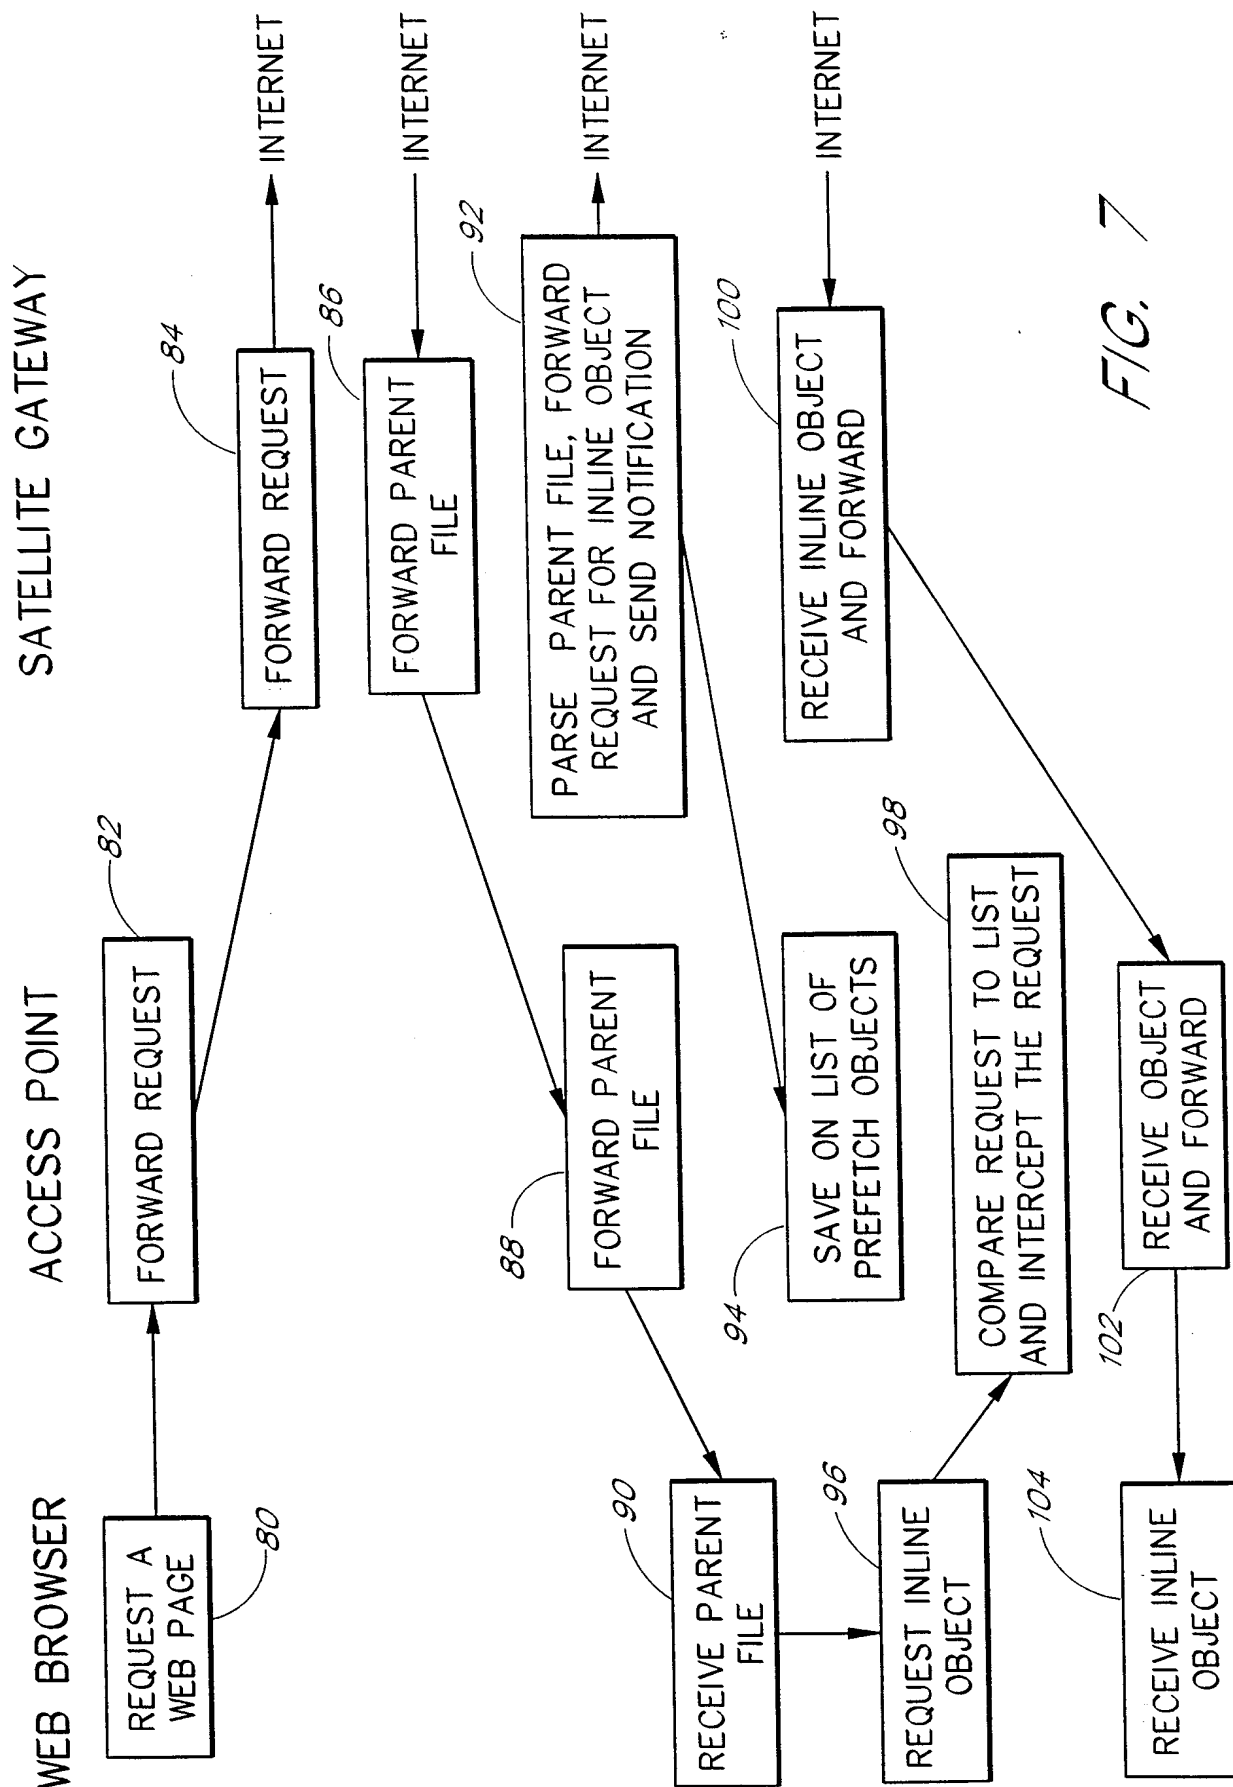 WEB BROWSER
ACCESS POINT
SATELLITE GATEWAY
REQUEST A
WEB PAGE
80
FORWARD REQUEST
82
FORWARD REQUEST
84
INTERNET
FORWARD PARENT
FILE
86
INTERNET
FORWARD PARENT
FILE
88
RECEIVE PARENT
FILE
90
PARSE PARENT FILE, FORWARD
REQUEST FOR INLINE OBJECT
AND SEND NOTIFICATION
92
INTERNET
SAVE ON LIST OF
PREFETCH OBJECTS
94
REQUEST INLINE
OBJECT
96
COMPARE REQUEST TO LIST
AND INTERCEPT THE REQUEST
98
RECEIVE INLINE OBJECT
AND FORWARD
100
INTERNET
RECEIVE OBJECT
AND FORWARD
102
RECEIVE INLINE
OBJECT
104
FIG. 7